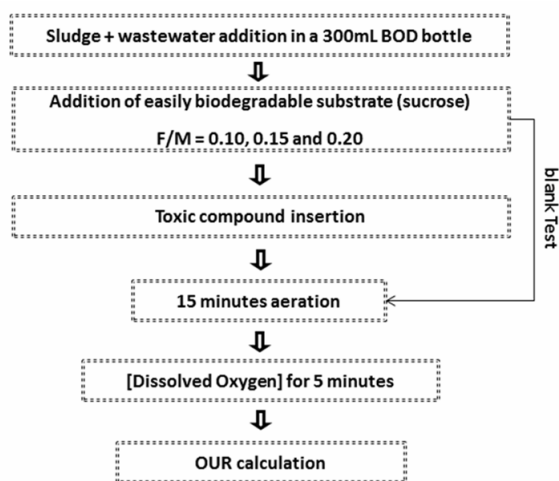 Sludge + wastewater addition in a 300mL BOD bottle
Addition of easily biodegradable substrate (sucrose)
F/M = 0.10, 0.15 and 0.20
Toxic compound insertion
blank Test
15 minutes aeration
[Dissolved Oxygen] for 5 minutes
OUR calculation